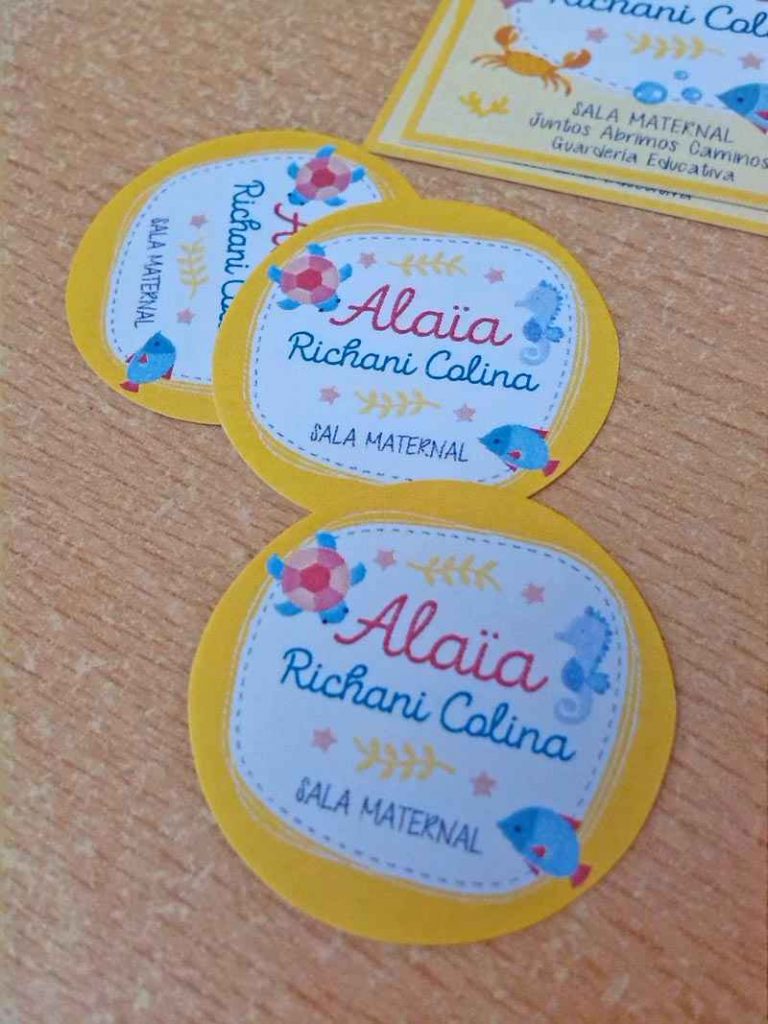 Richani Col
SALA MATERNAL
Juntos Abrimos Caminos
Guardería Educativa
Richani
SALA MATERNAL
Alaïa
Richani Colina
SALA MATERNAL
Alaïa
Richani Colina
SALA MATERNAL